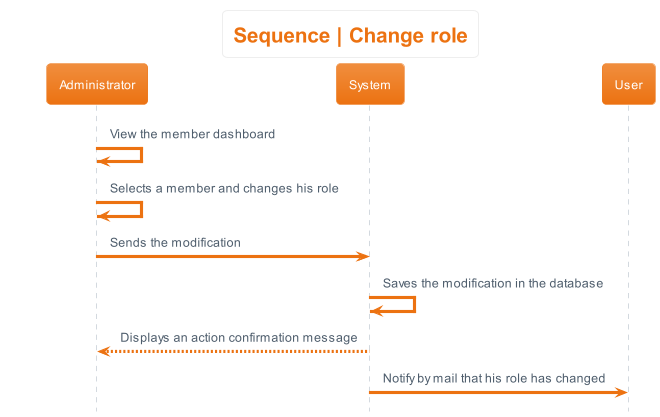 Sequence | Change role
Administrator
System
User
View the member dashboard
Selects a member and changes his role
Sends the modification
Saves the modification in the database
Displays an action confirmation message
Notify by mail that his role has changed